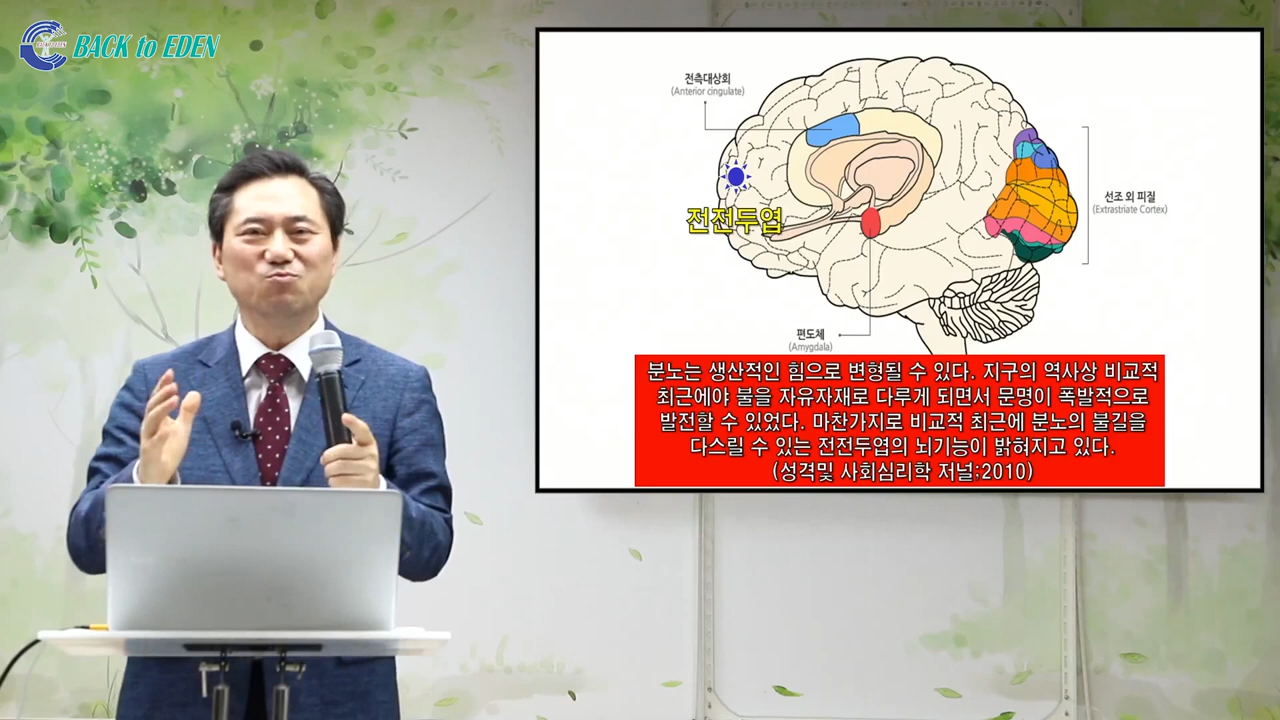 BACK to EDEN
전측대상회
(Anterior cingulate)
전전두엽
선조 외 피질
(Extrastriate Cortex)
편도체
(Amygdala)
분노는 생산적인 힘으로 변형될 수 있다. 지구의 역사상 비교적
최근에야 불을 자유자재로 다루게 되면서 문명이 폭발적으로
발전할 수 있었다. 마찬가지로 비교적 최근에 분노의 불길을
다스릴 수 있는 전전두엽의 뇌기능이 밝혀지고 있다.
(성격및 사회심리학 저널;2010)